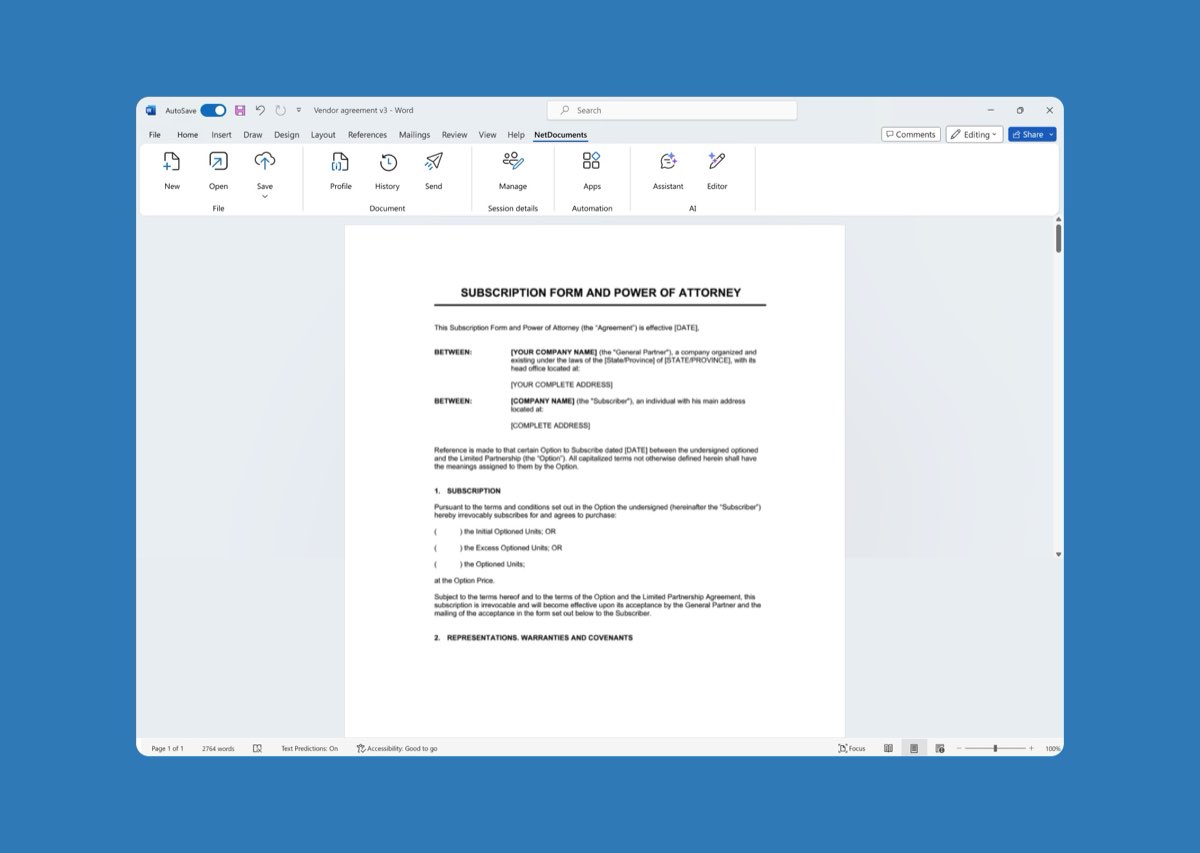 AutoSave
Vendor agreement v3 - Word
Search
File Home Insert Draw Design Layout References Mailings Review View Help NetDocuments
Comments Editing Share
New Open Save Profile History Send Manage Apps Assistant Editor
File Document Session details Automation AI
SUBSCRIPTION FORM AND POWER OF ATTORNEY
This Subscription Form and Power of Attorney (the "Agreement") is effective [DATE],
BETWEEN: [YOUR COMPANY NAME] (the "General Partner"), a company organized and
existing under the laws of the [State/Province] of [STATE/PROVINCE], with its
head office located at:
[YOUR COMPLETE ADDRESS]
BETWEEN: [COMPANY NAME] (the "Subscriber"), an individual with his main address
located at:
[COMPLETE ADDRESS]
Reference is made to that certain Option to Subscribe dated [DATE] between the undersigned optioned
and the Limited Partnership (the "Option"). All capitalized terms not otherwise defined herein shall have
the meanings assigned to them by the Option.
1. SUBSCRIPTION
Pursuant to the terms and conditions set out in the Option the undersigned (hereinafter the "Subscriber")
hereby irrevocably subscribes for and agrees to purchase:
( ) the Initial Optioned Units; OR
( ) the Excess Optioned Units; OR
( ) the Optioned Units;
at the Option Price.
Subject to the terms hereof and to the terms of the Option and the Limited Partnership Agreement, this
subscription is irrevocable and will become effective upon its acceptance by the General Partner and the
mailing of the acceptance in the form set out below to the Subscriber.
2. REPRESENTATIONS. WARRANTIES AND COVENANTS
Page 1 of 1 2764 words Text Predictions: On Accessibility: Good to go Focus 100%